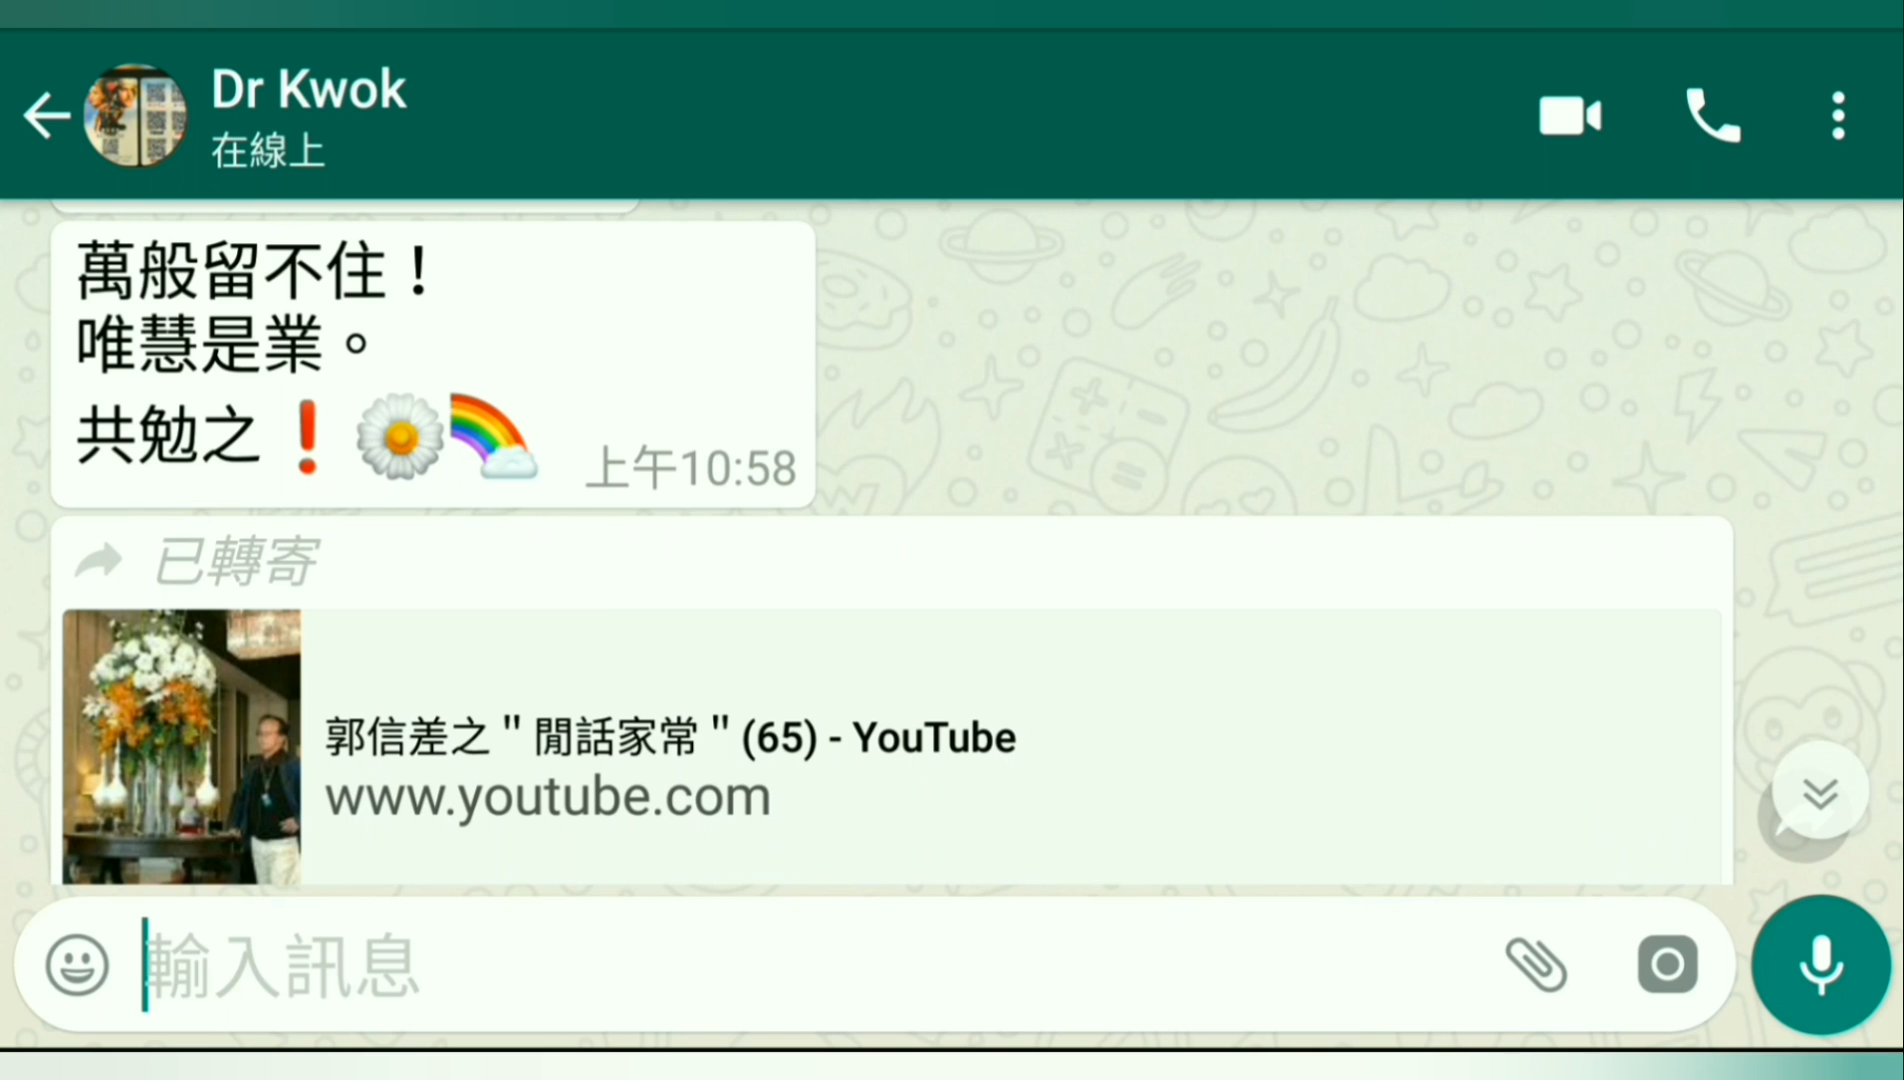 Dr Kwok
在線上
萬般留不住！
唯慧是業。
共勉之❗🌼🌈
上午10:58
已轉寄
郭信差之＂閒話家常＂(65) - YouTube
www.youtube.com
輸入訊息